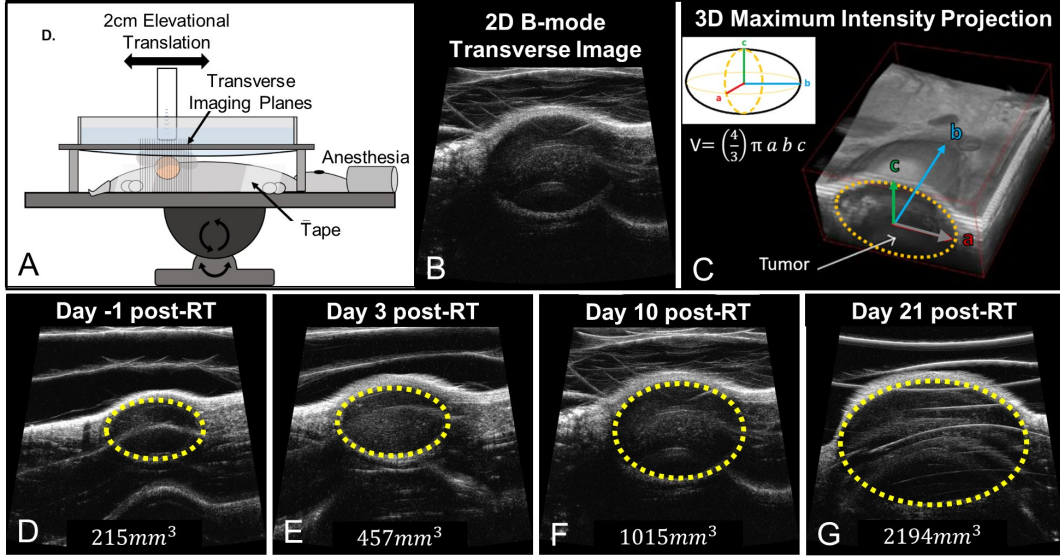 D.
2cm Elevational
Translation
Transverse
Imaging Planes
Anesthesia
Tape
A
2D B-mode
Transverse Image
B
3D Maximum Intensity Projection
c
b
a
V= (4/3) π a b c
b
c
a
Tumor
C
Day -1 post-RT
D
215mm³
Day 3 post-RT
E
457mm³
Day 10 post-RT
F
1015mm³
Day 21 post-RT
G
2194mm³